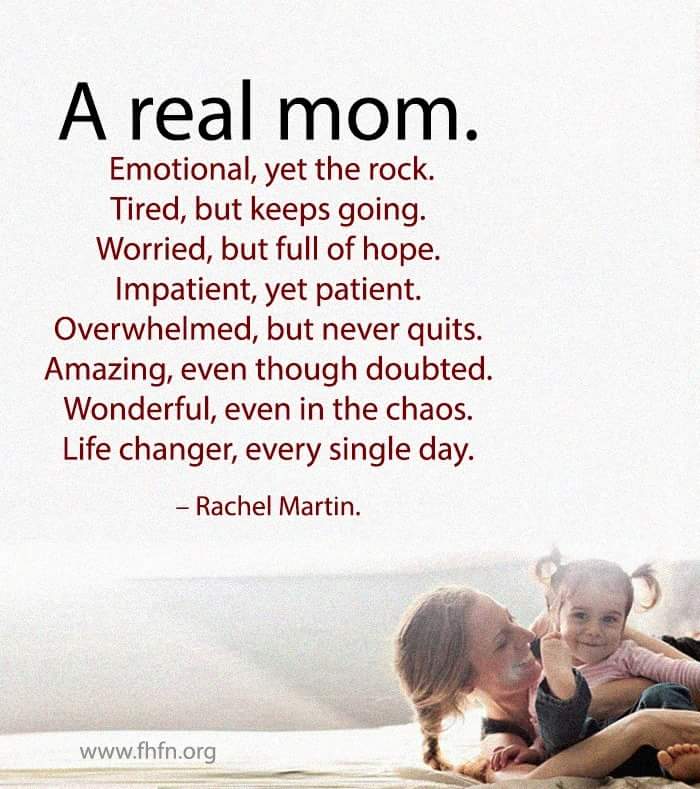 A real mom.
Emotional, yet the rock.
Tired, but keeps going.
Worried, but full of hope.
Impatient, yet patient.
Overwhelmed, but never quits.
Amazing, even though doubted.
Wonderful, even in the chaos.
Life changer, every single day.
– Rachel Martin.
www.fhfn.org